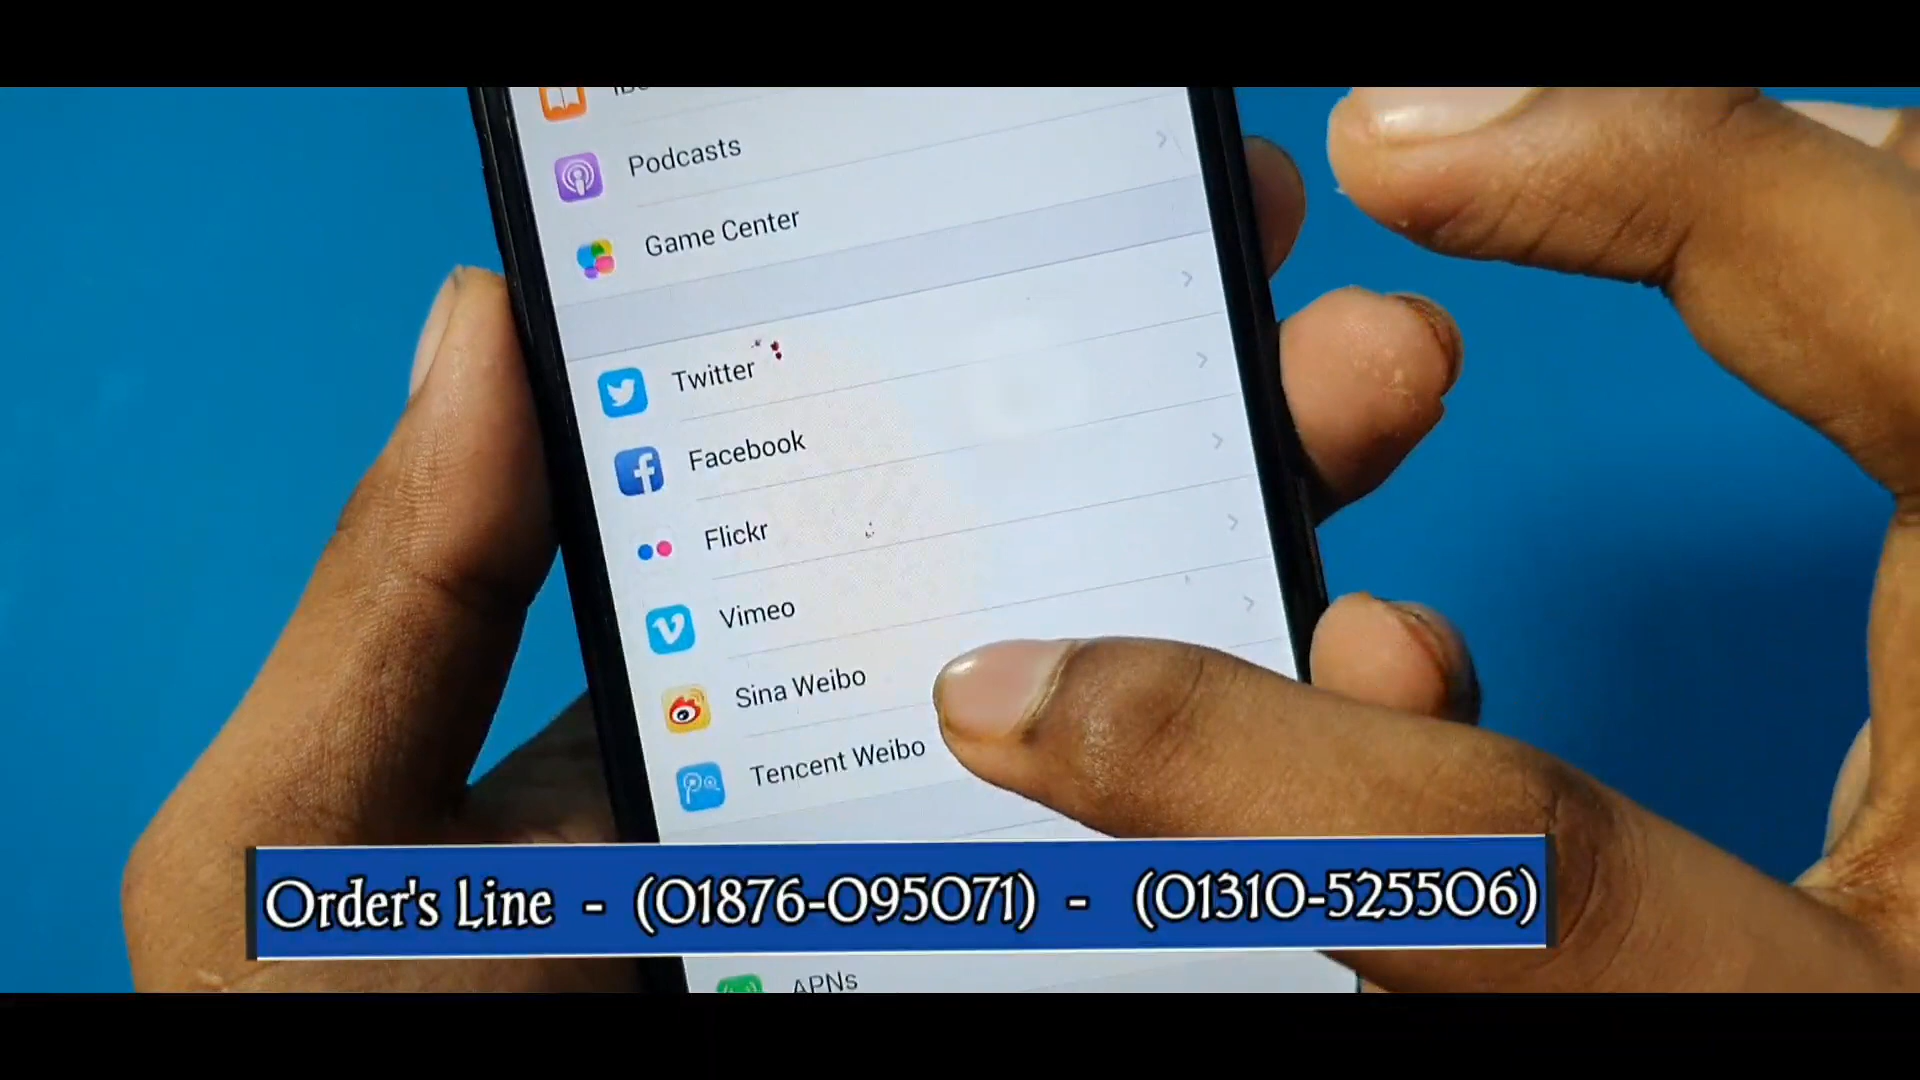 Podcasts
Game Center
Twitter
Facebook
Flickr
Vimeo
Sina Weibo
Tencent Weibo
Order's Line - (01876-095071) - (01310-525506)
APNs